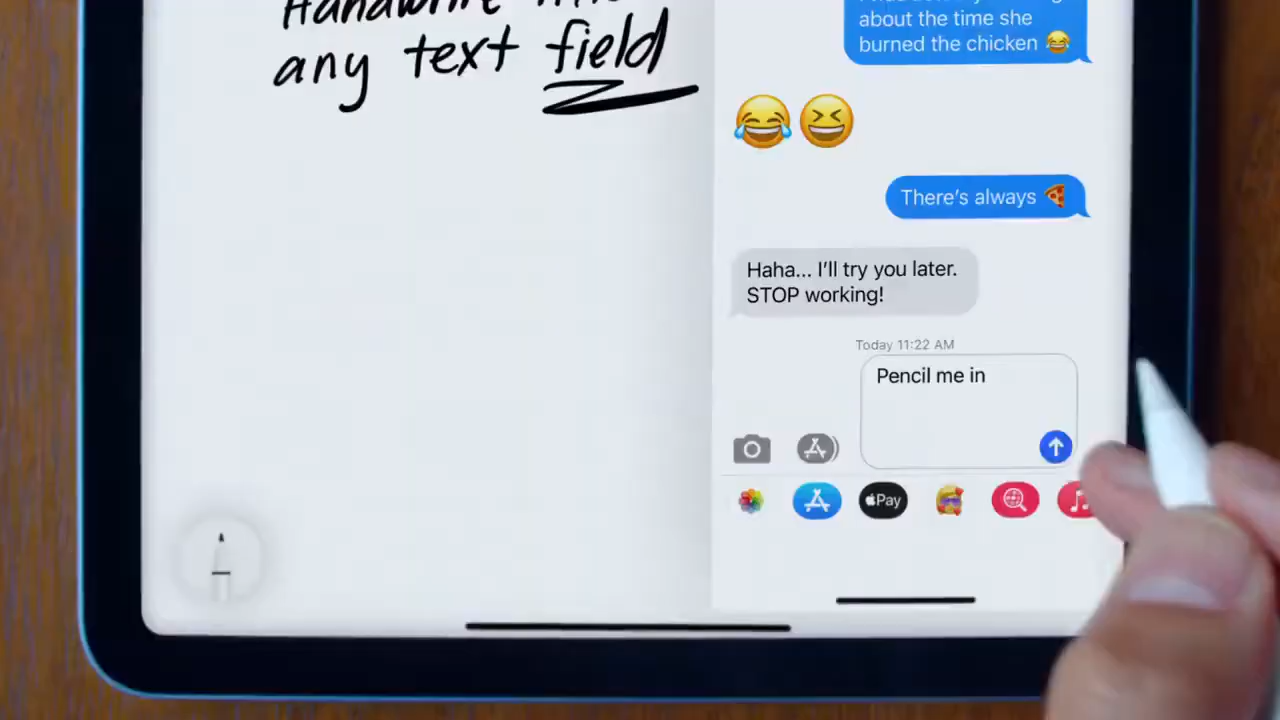 any text field
about the time she
burned the chicken 😂
😂😆
There's always 🍕
Haha... I'll try you later.
STOP working!
Today 11:22 AM
Pencil me in
Pay